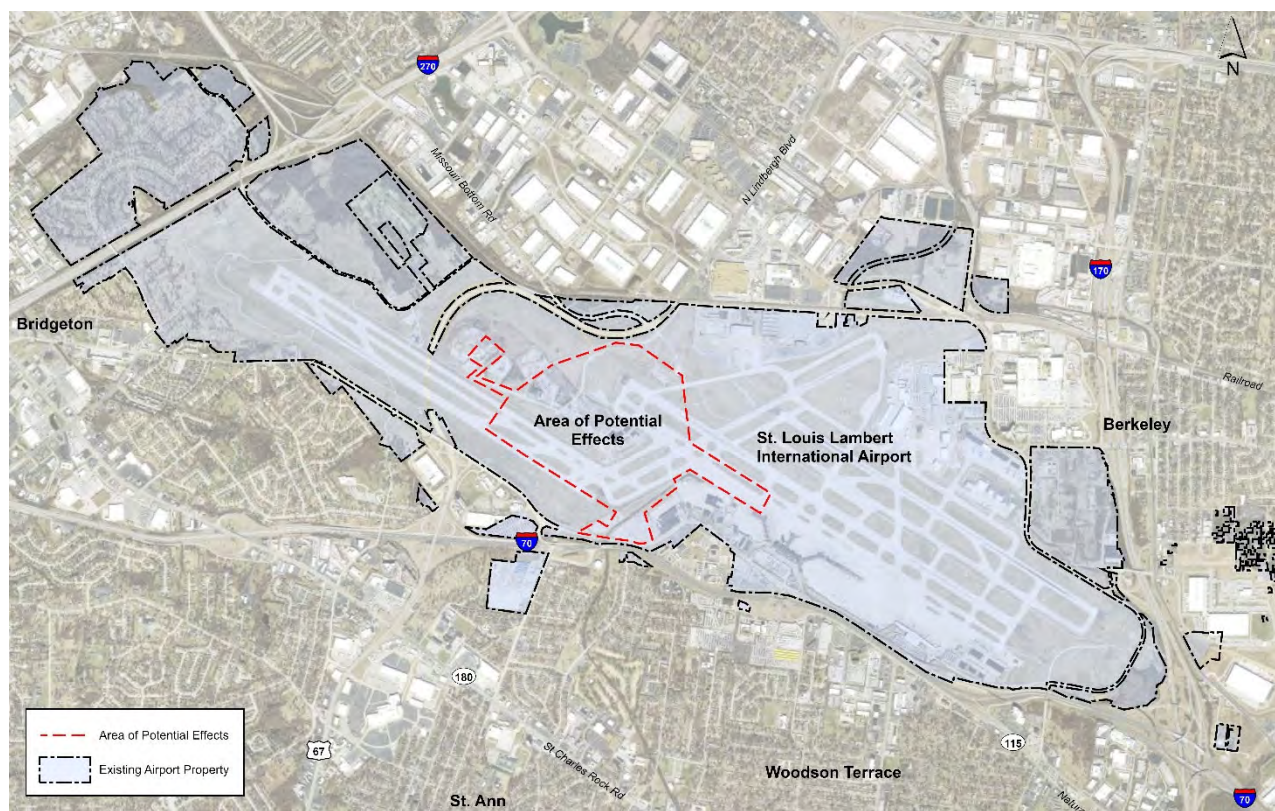 N
270
Missouri Bottom Rd
N Lindbergh Blvd
170
Bridgeton
Railroad
Area of Potential
Effects
St. Louis Lambert
International Airport
Berkeley
70
180
67
St Charles Rock Rd
115
Woodson Terrace
St. Ann
70
Area of Potential Effects
Existing Airport Property